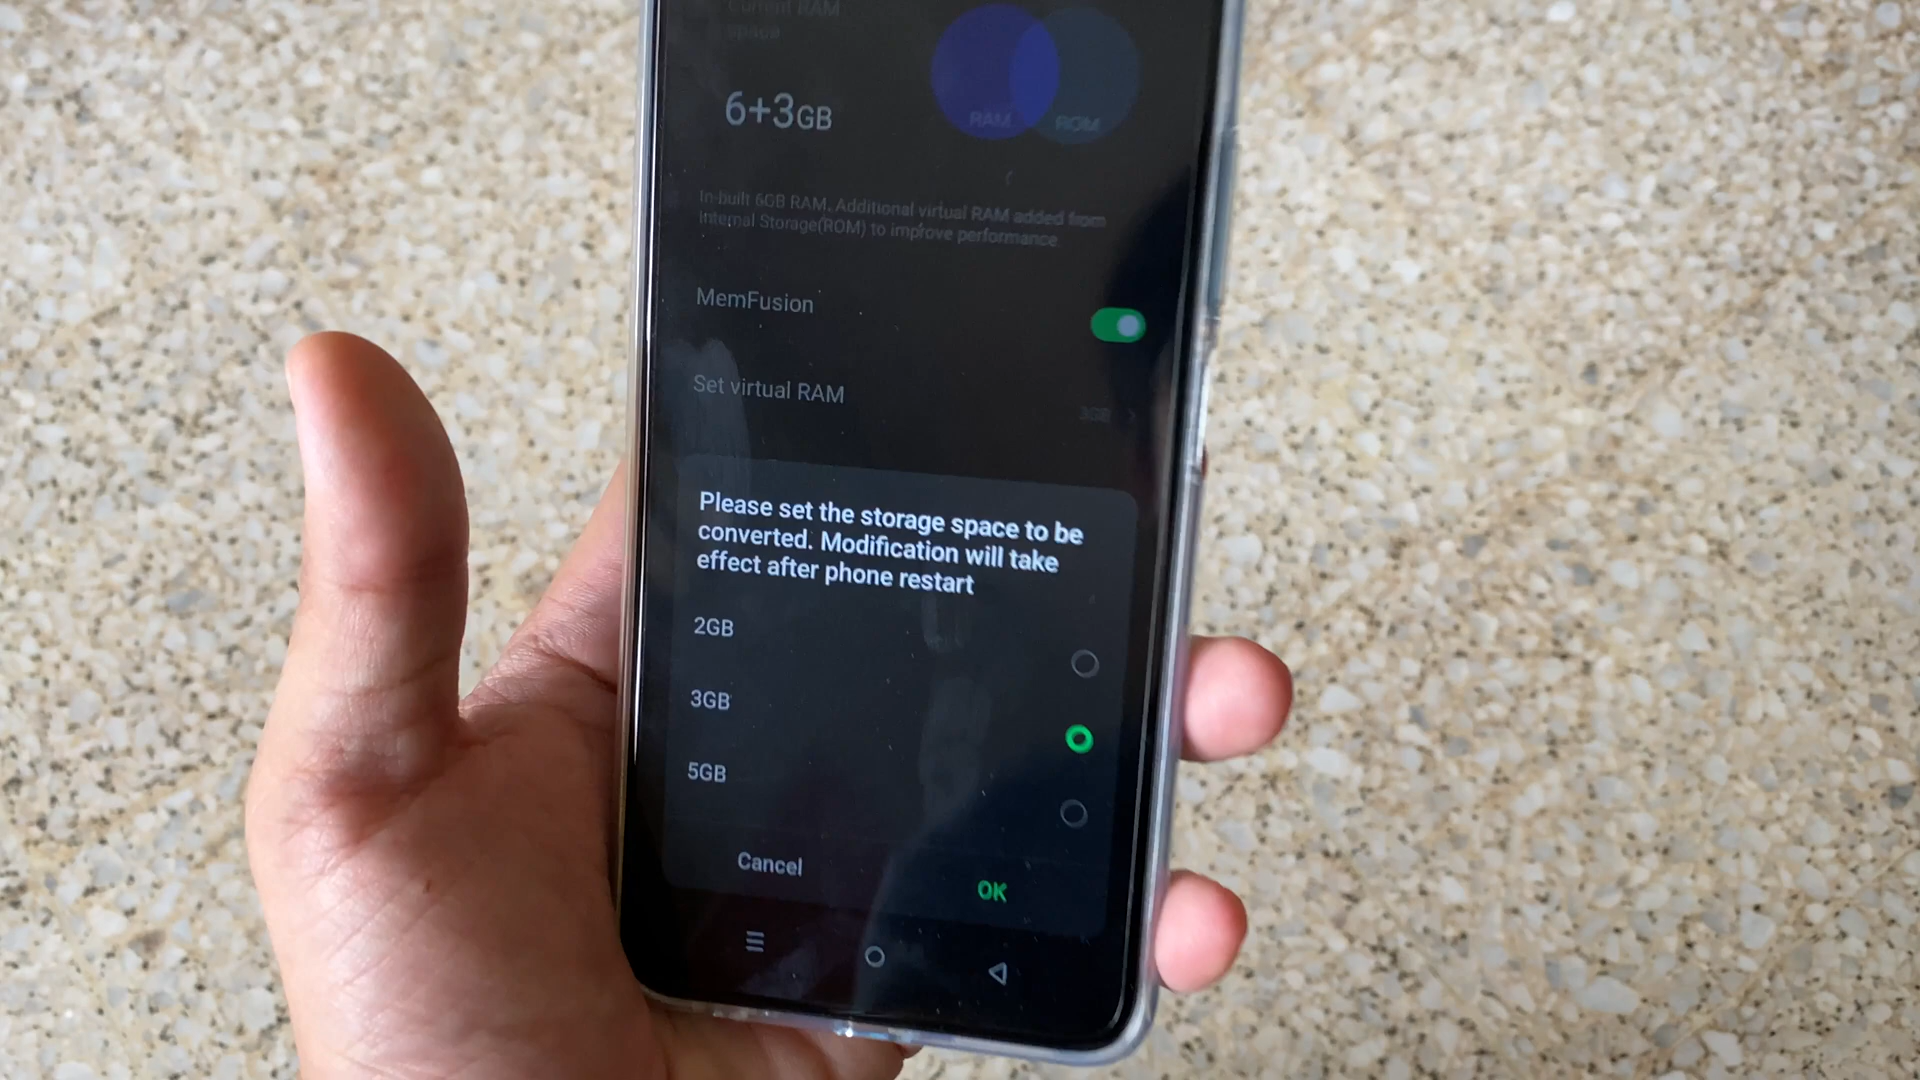 Current RAM
space
6+3GB
RAM
ROM
In-built 6GB RAM. Additional virtual RAM added from
Internal Storage(ROM) to improve performance.
MemFusion
Set virtual RAM
3GB
Please set the storage space to be
converted. Modification will take
effect after phone restart
2GB
3GB
5GB
Cancel
OK